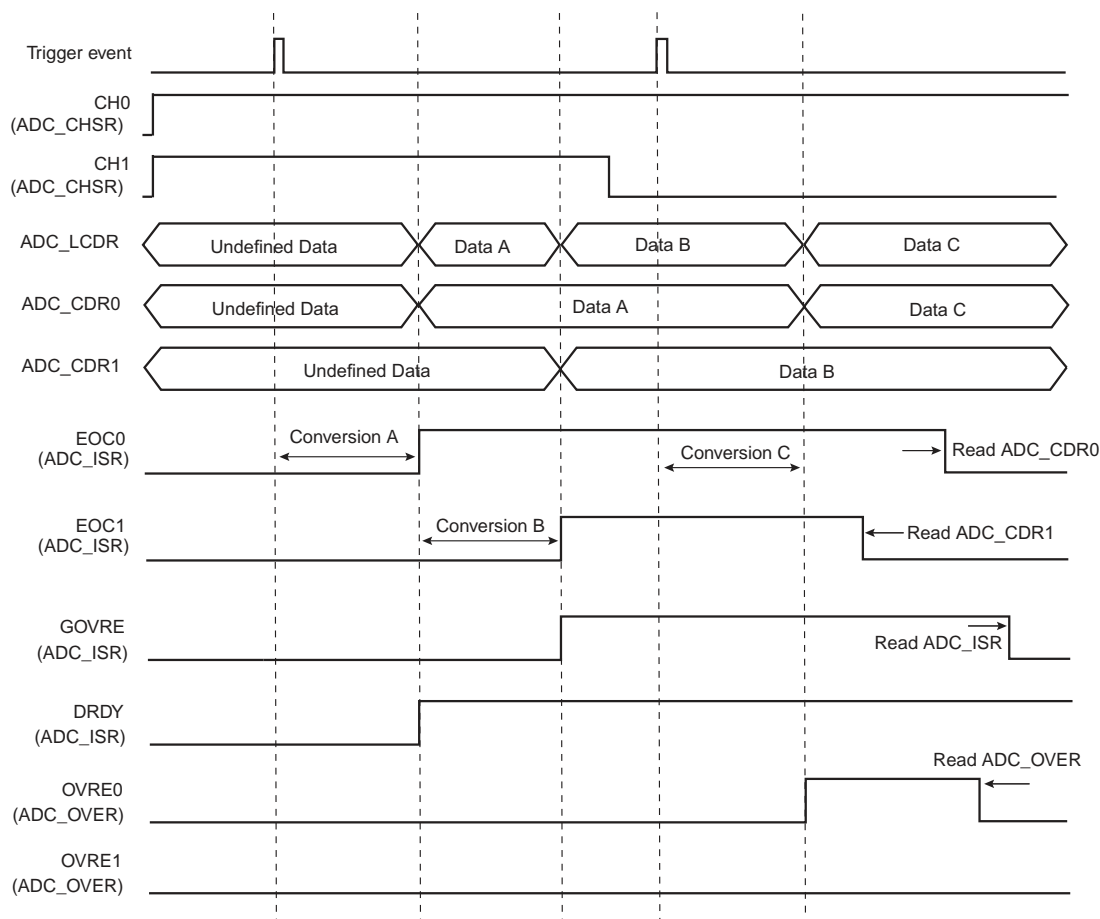 Trigger event
CH0
(ADC_CHSR)
CH1
(ADC_CHSR)
ADC_LCDR
Undefined Data
Data A
Data B
Data C
ADC_CDR0
Undefined Data
Data A
Data C
ADC_CDR1
Undefined Data
Data B
EOC0
(ADC_ISR)
Conversion A
Conversion C
Read ADC_CDR0
EOC1
(ADC_ISR)
Conversion B
Read ADC_CDR1
GOVRE
(ADC_ISR)
Read ADC_ISR
DRDY
(ADC_ISR)
Read ADC_OVER
OVRE0
(ADC_OVER)
OVRE1
(ADC_OVER)